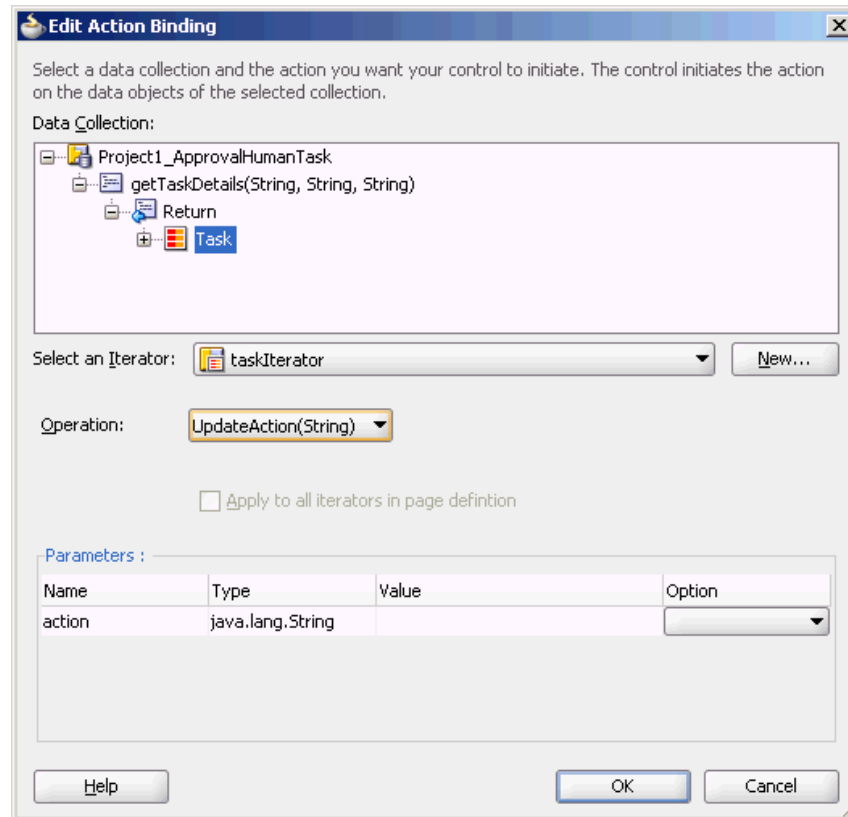 Edit Action Binding
Select a data collection and the action you want your control to initiate. The control initiates the action
on the data objects of the selected collection.
Data Collection:
Project1_ApprovalHumanTask
getTaskDetails(String, String, String)
Return
Task
Select an Iterator: taskIterator New...
Operation: UpdateAction(String)
Apply to all iterators in page defintion
Parameters :
Name Type Value Option
action java.lang.String
Help OK Cancel